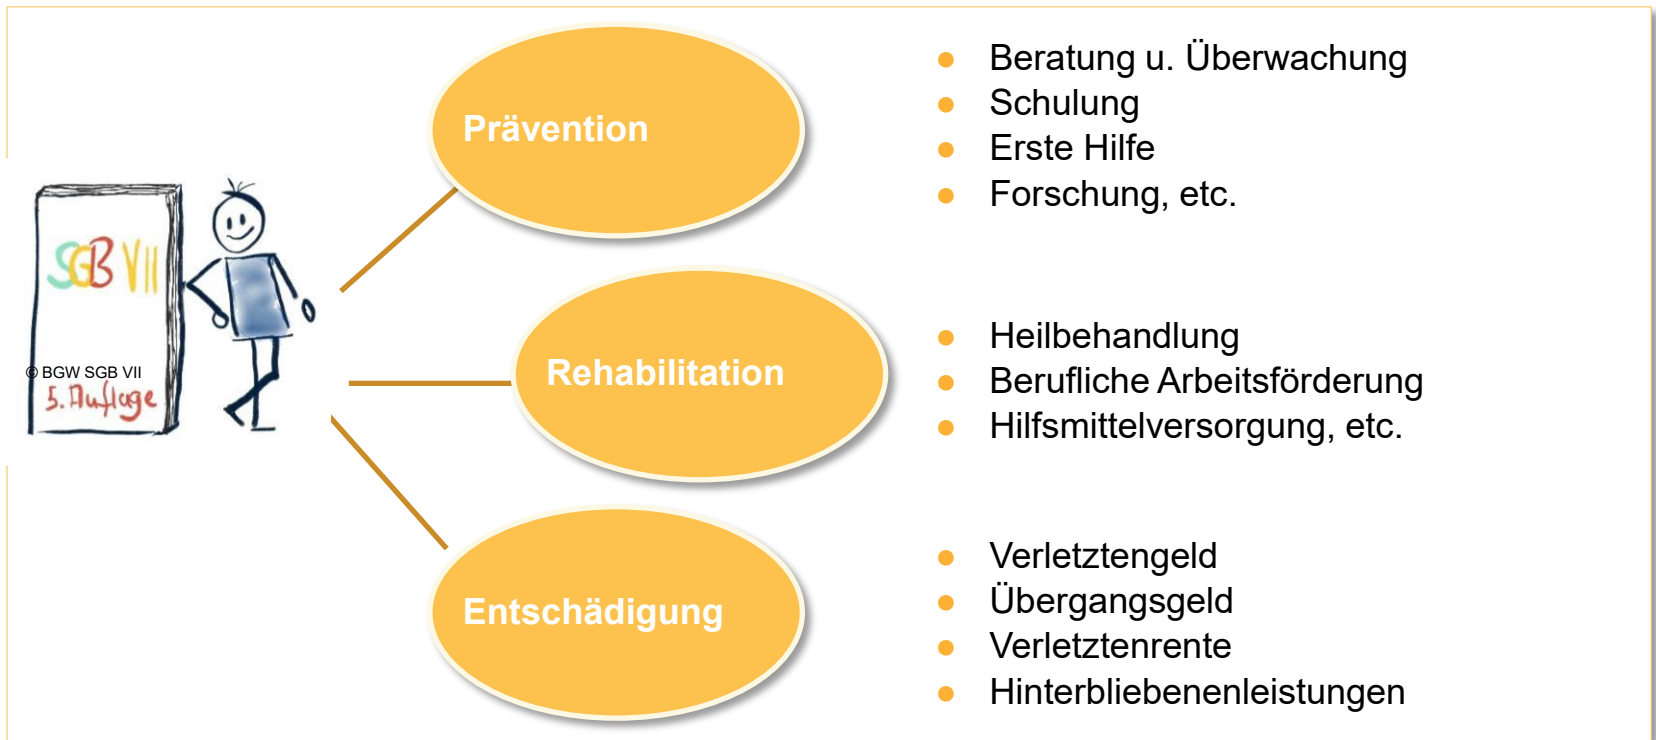 SGB VII
© BGW SGB VII
5. Auflage
Prävention
Beratung u. Überwachung
Schulung
Erste Hilfe
Forschung, etc.
Rehabilitation
Heilbehandlung
Berufliche Arbeitsförderung
Hilfsmittelversorgung, etc.
Entschädigung
Verletztengeld
Übergangsgeld
Verletztenrente
Hinterbliebenenleistungen